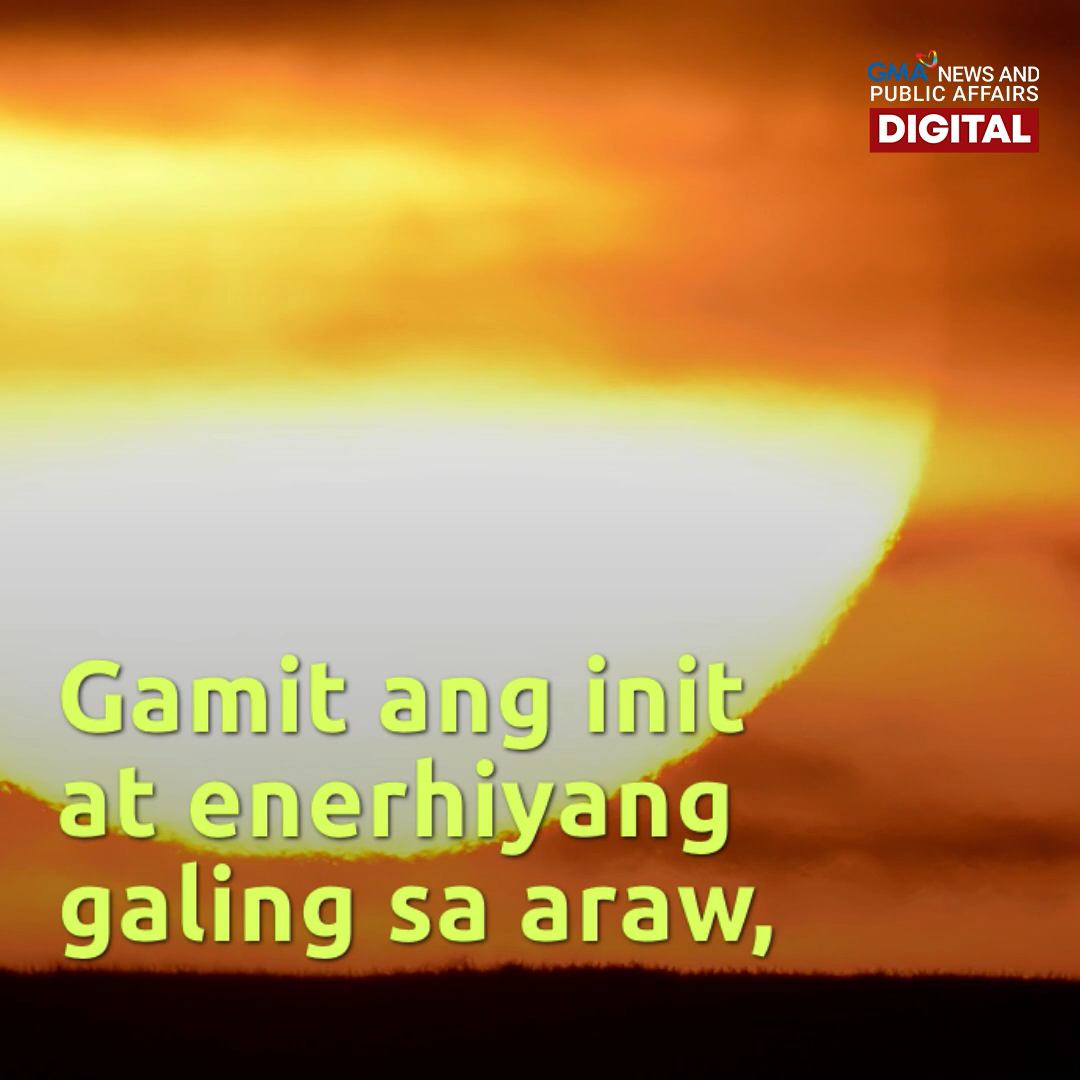 GMA NEWS AND
PUBLIC AFFAIRS
DIGITAL
Gamit ang init
at enerhiyang
galing sa araw,